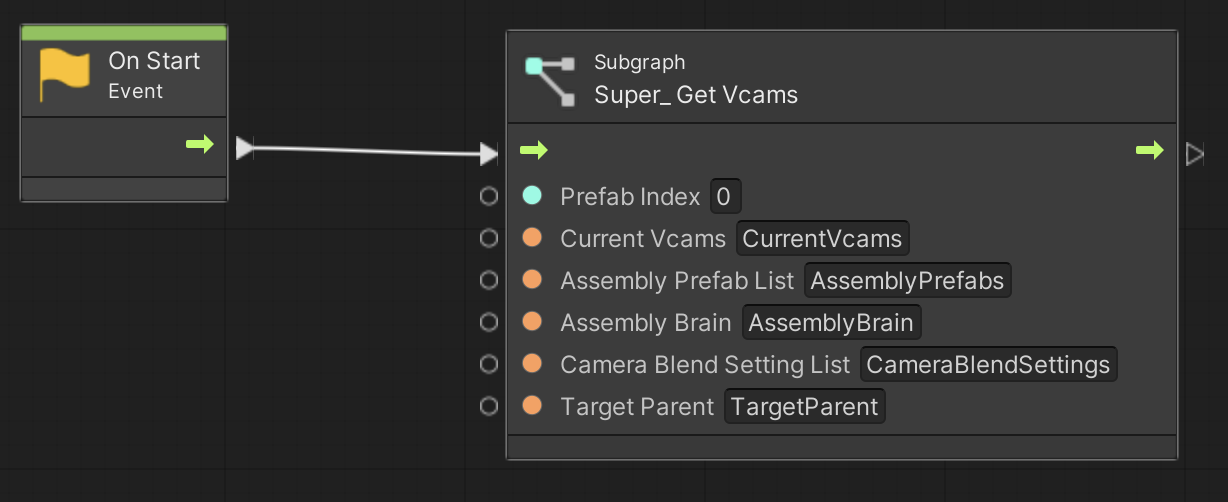 On Start
Event
Subgraph
Super_ Get Vcams
Prefab Index 0
Current Vcams CurrentVcams
Assembly Prefab List AssemblyPrefabs
Assembly Brain AssemblyBrain
Camera Blend Setting List CameraBlendSettings
Target Parent TargetParent